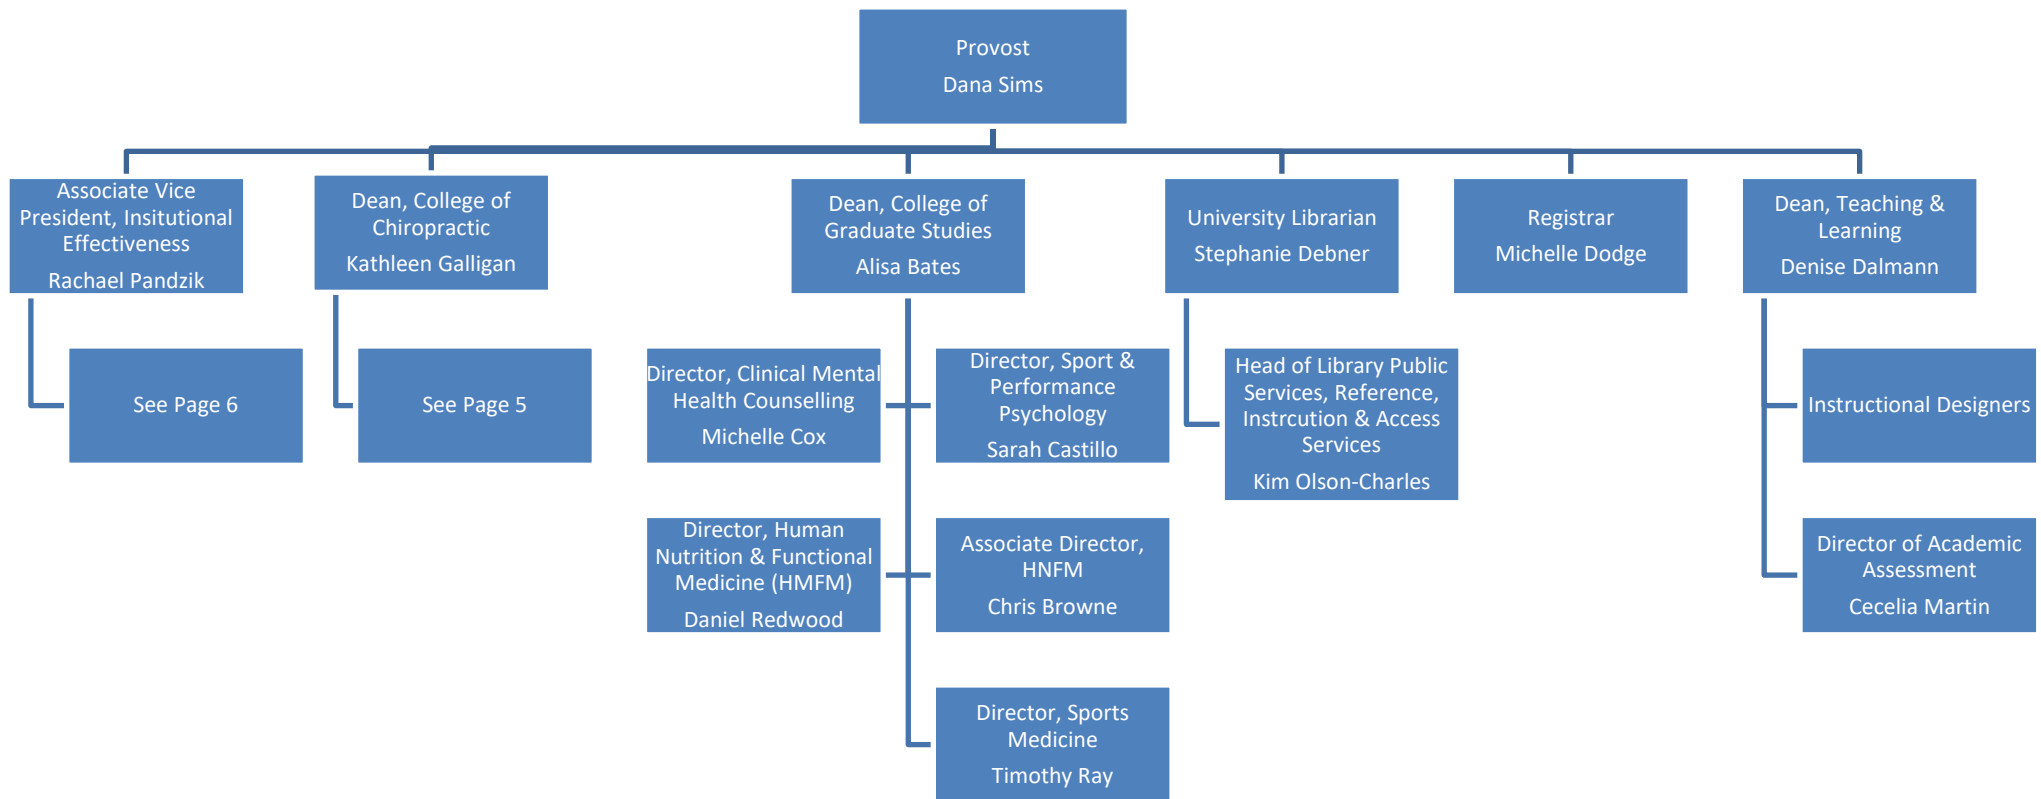 Provost
Dana Sims
Associate Vice
President, Insitutional
Effectiveness
Rachael Pandzik
Dean, College of
Chiropractic
Kathleen Galligan
Dean, College of
Graduate Studies
Alisa Bates
University Librarian
Stephanie Debner
Registrar
Michelle Dodge
Dean, Teaching &
Learning
Denise Dalmann
See Page 6
See Page 5
Director, Clinical Mental
Health Counselling
Michelle Cox
Director, Sport &
Performance
Psychology
Sarah Castillo
Head of Library Public
Services, Reference,
Instrcution & Access
Services
Kim Olson-Charles
Instructional Designers
Director, Human
Nutrition & Functional
Medicine (HMFM)
Daniel Redwood
Associate Director,
HNFM
Chris Browne
Director of Academic
Assessment
Cecelia Martin
Director, Sports
Medicine
Timothy Ray